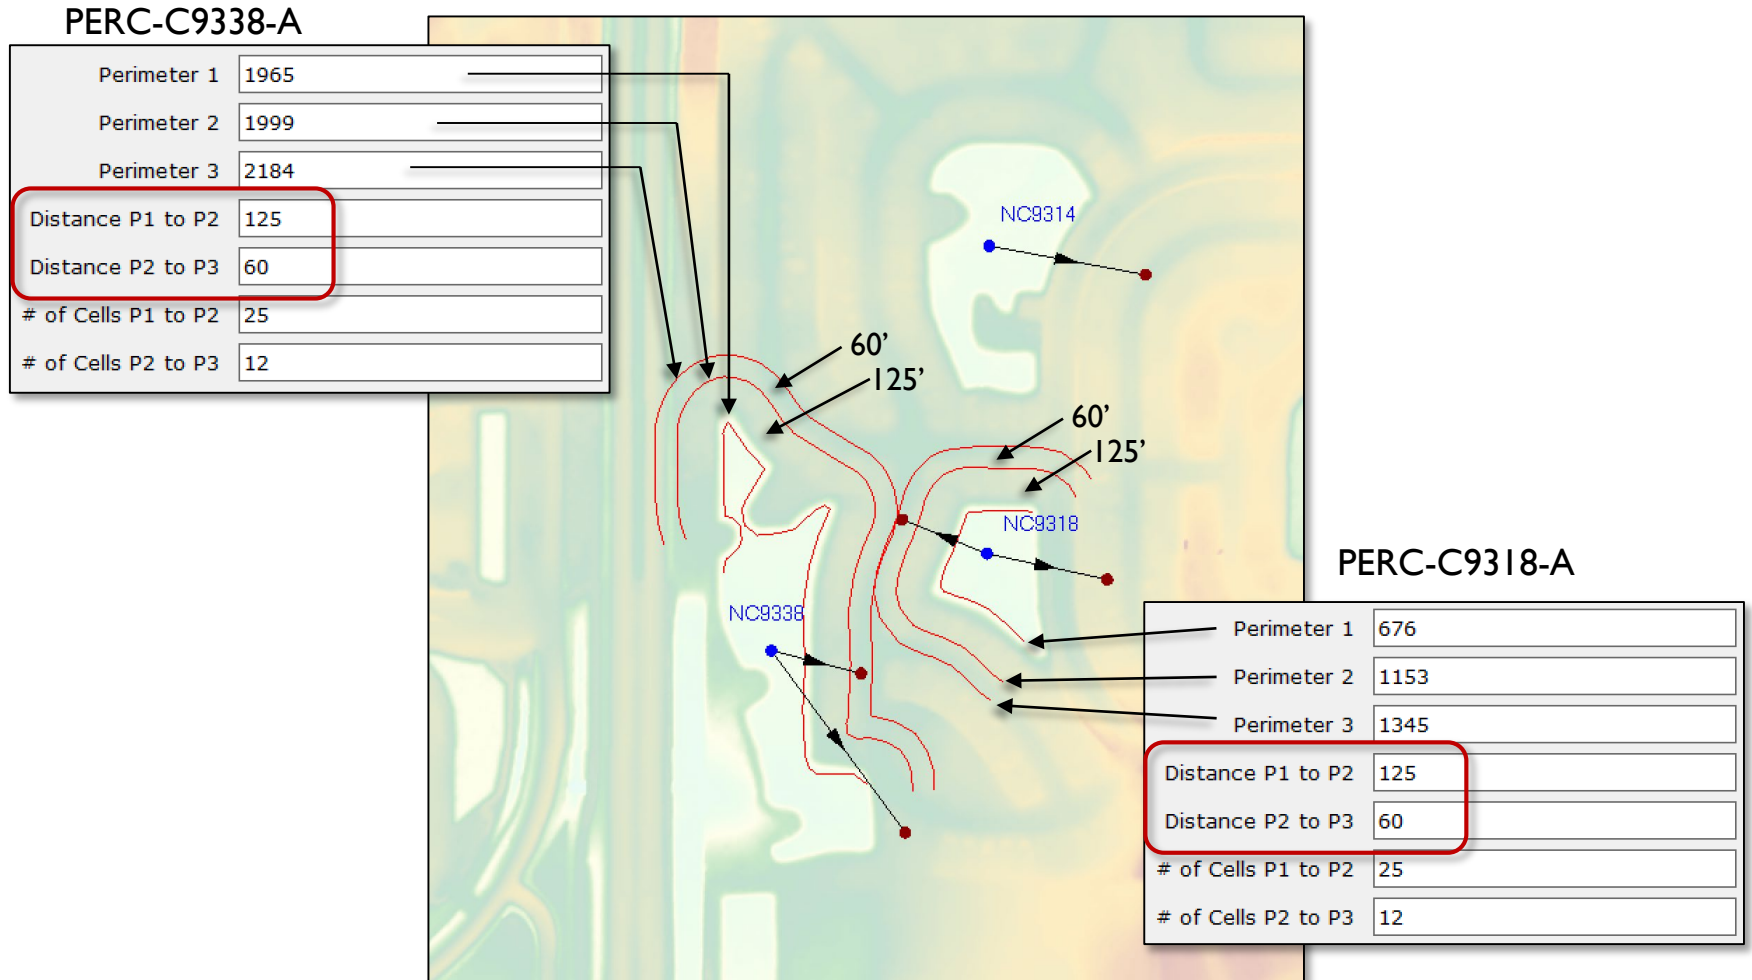 PERC-C9338-A
Perimeter 1 1965
Perimeter 2 1999
Perimeter 3 2184
Distance P1 to P2 125
Distance P2 to P3 60
# of Cells P1 to P2 25
# of Cells P2 to P3 12
NC9314
60’
125’
60’
125’
NC9318
NC9338
PERC-C9318-A
Perimeter 1 676
Perimeter 2 1153
Perimeter 3 1345
Distance P1 to P2 125
Distance P2 to P3 60
# of Cells P1 to P2 25
# of Cells P2 to P3 12